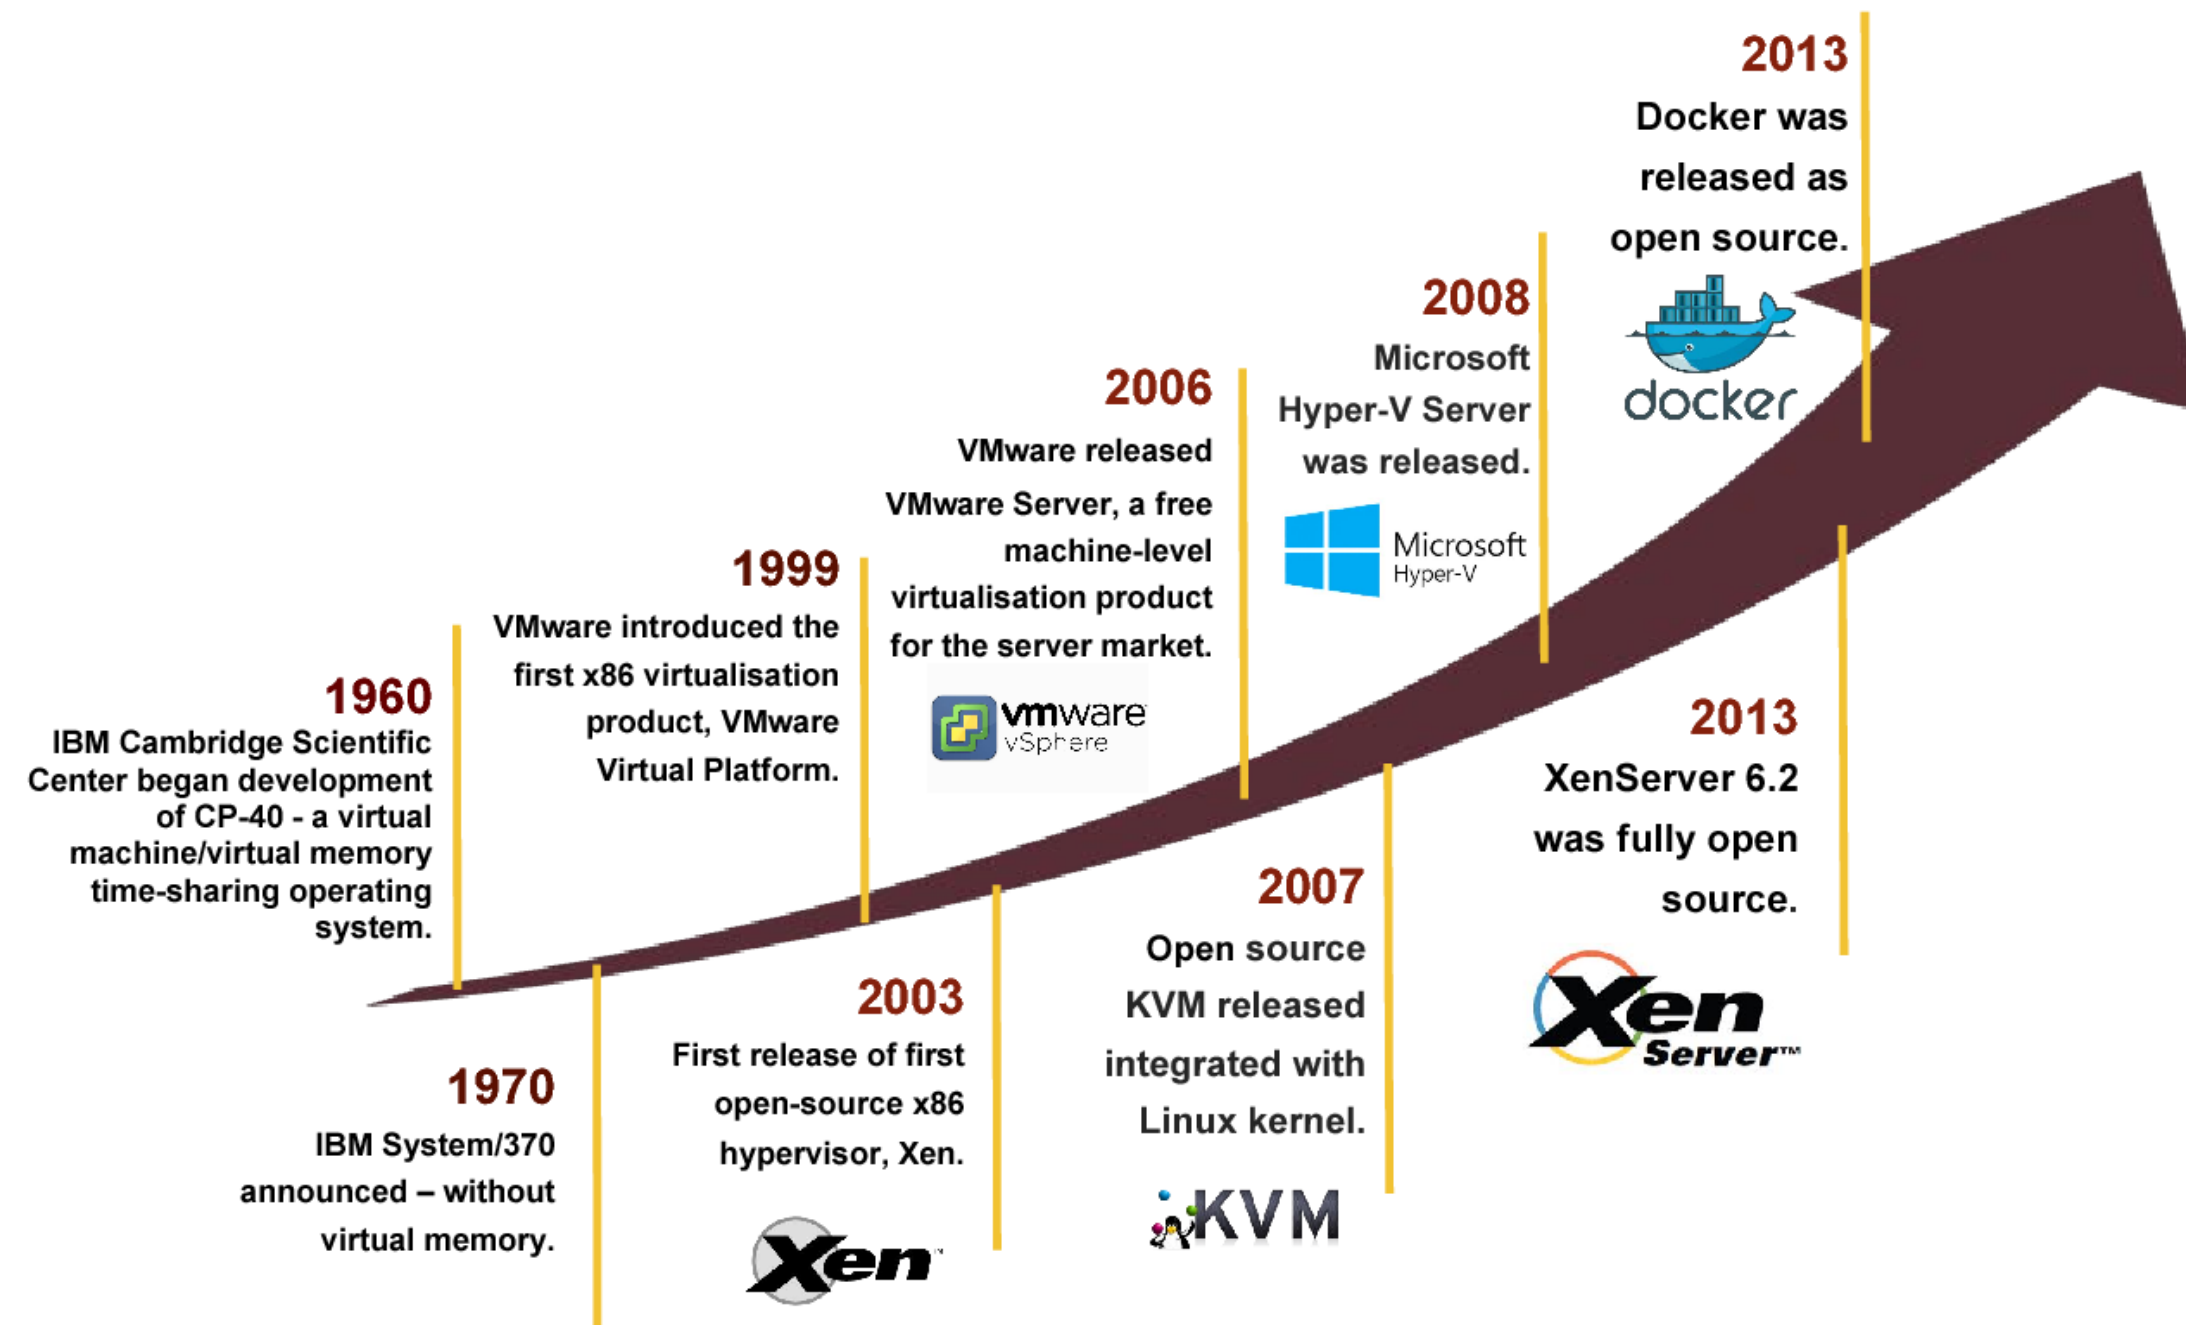 1960
IBM Cambridge Scientific
Center began development
of CP-40 - a virtual
machine/virtual memory
time-sharing operating
system.
1970
IBM System/370
announced – without
virtual memory.
1999
VMware introduced the
first x86 virtualisation
product, VMware
Virtual Platform.
2003
First release of first
open-source x86
hypervisor, Xen.
Xen™
2006
VMware released
VMware Server, a free
machine-level
virtualisation product
for the server market.
vmware
vSphere
2007
Open source
KVM released
integrated with
Linux kernel.
KVM
2008
Microsoft
Hyper-V Server
was released.
Microsoft
Hyper-V
2013
Docker was
released as
open source.
docker
2013
XenServer 6.2
was fully open
source.
Xen
Server™